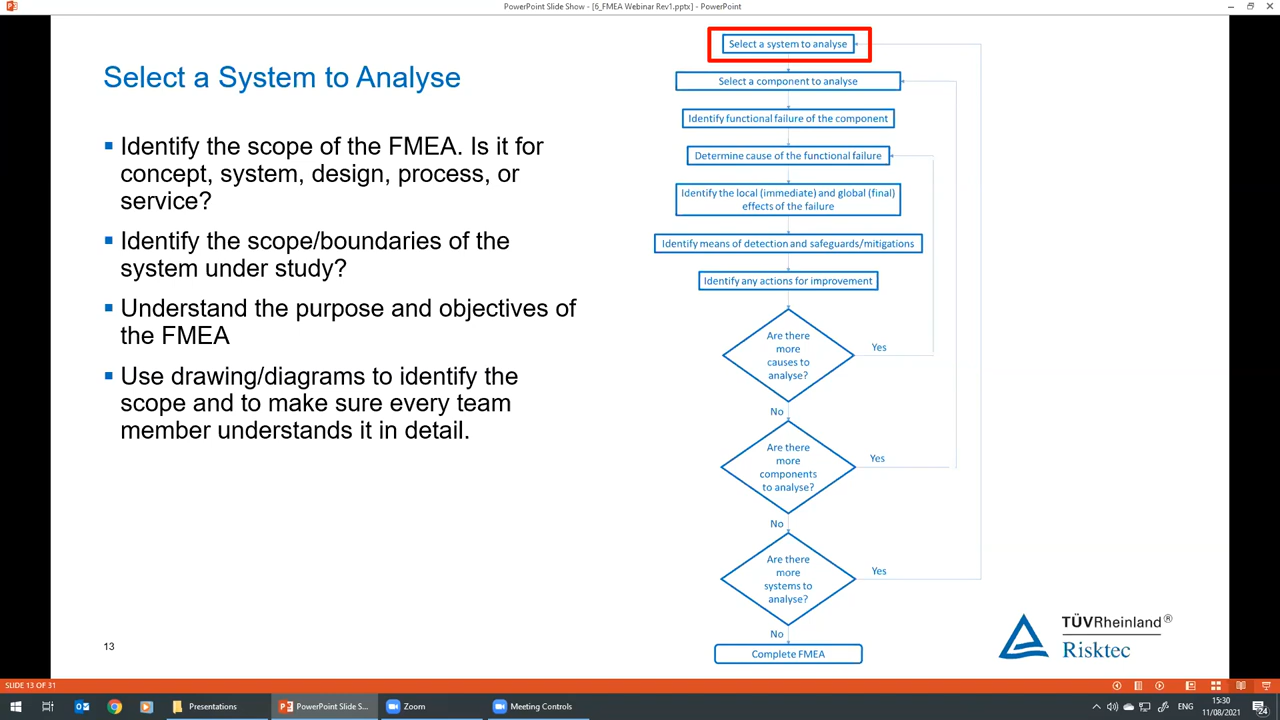 PowerPoint Slide Show - [6_FMEA Webinar Rev1.pptx] - PowerPoint
Select a System to Analyse
Identify the scope of the FMEA. Is it for
concept, system, design, process, or
service?
Identify the scope/boundaries of the
system under study?
Understand the purpose and objectives of
the FMEA
Use drawing/diagrams to identify the
scope and to make sure every team
member understands it in detail.
Select a system to analyse
Select a component to analyse
Identify functional failure of the component
Determine cause of the functional failure
Identify the local (immediate) and global (final)
effects of the failure
Identify means of detection and safeguards/mitigations
Identify any actions for improvement
Are there
more
causes to
analyse?
Yes
No
Are there
more
components
to analyse?
Yes
No
Are there
more
systems to
analyse?
Yes
No
Complete FMEA
13
TÜVRheinland®
Risktec
SLIDE 13 OF 31
Presentations
PowerPoint Slide S...
Zoom
Meeting Controls
ENG
15:30
11/08/2021
24